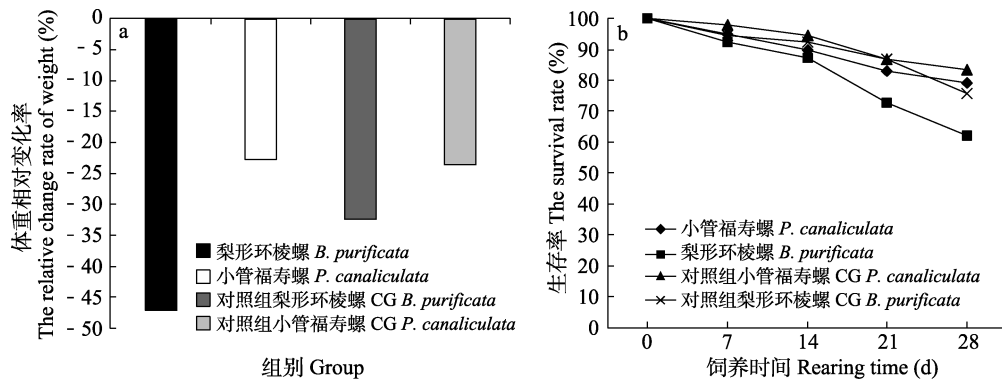 体重相对变化率
The relative change rate of weight (%)
0
- 5
- 10
- 15
- 20
- 25
- 30
- 35
- 40
- 45
- 50
a
梨形环棱螺 B. purificata
小管福寿螺 P. canaliculata
对照组梨形环棱螺 CG B. purificata
对照组小管福寿螺 CG P. canaliculata
组别 Group
生存率 The survival rate (%)
100
90
80
70
60
50
40
30
20
10
0
b
小管福寿螺 P. canaliculata
梨形环棱螺 B. purificata
对照组小管福寿螺 CG P. canaliculata
对照组梨形环棱螺 CG B. purificata
0 7 14 21 28
饲养时间 Rearing time (d)